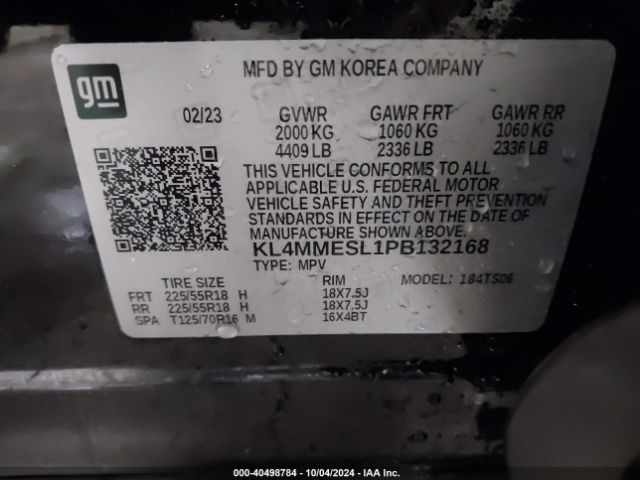 gm
MFD BY GM KOREA COMPANY
02/23 GVWR GAWR FRT GAWR RR
2000 KG 1060 KG 1060 KG
4409 LB 2336 LB 2336 LB
THIS VEHICLE CONFORMS TO ALL
APPLICABLE U.S. FEDERAL MOTOR
VEHICLE SAFETY AND THEFT PREVENTION
STANDARDS IN EFFECT ON THE DATE OF
MANUFACTURE SHOWN ABOVE.
KL4MMESL1PB132168
TYPE: MPV
TIRE SIZE RIM MODEL: 184TS06
FRT 225/55R18 H 18X7.5J
RR 225/55R18 H 18X7.5J
SPA T125/70R16 M 16X4BT
000-40498784 - 10/04/2024 - IAA Inc.